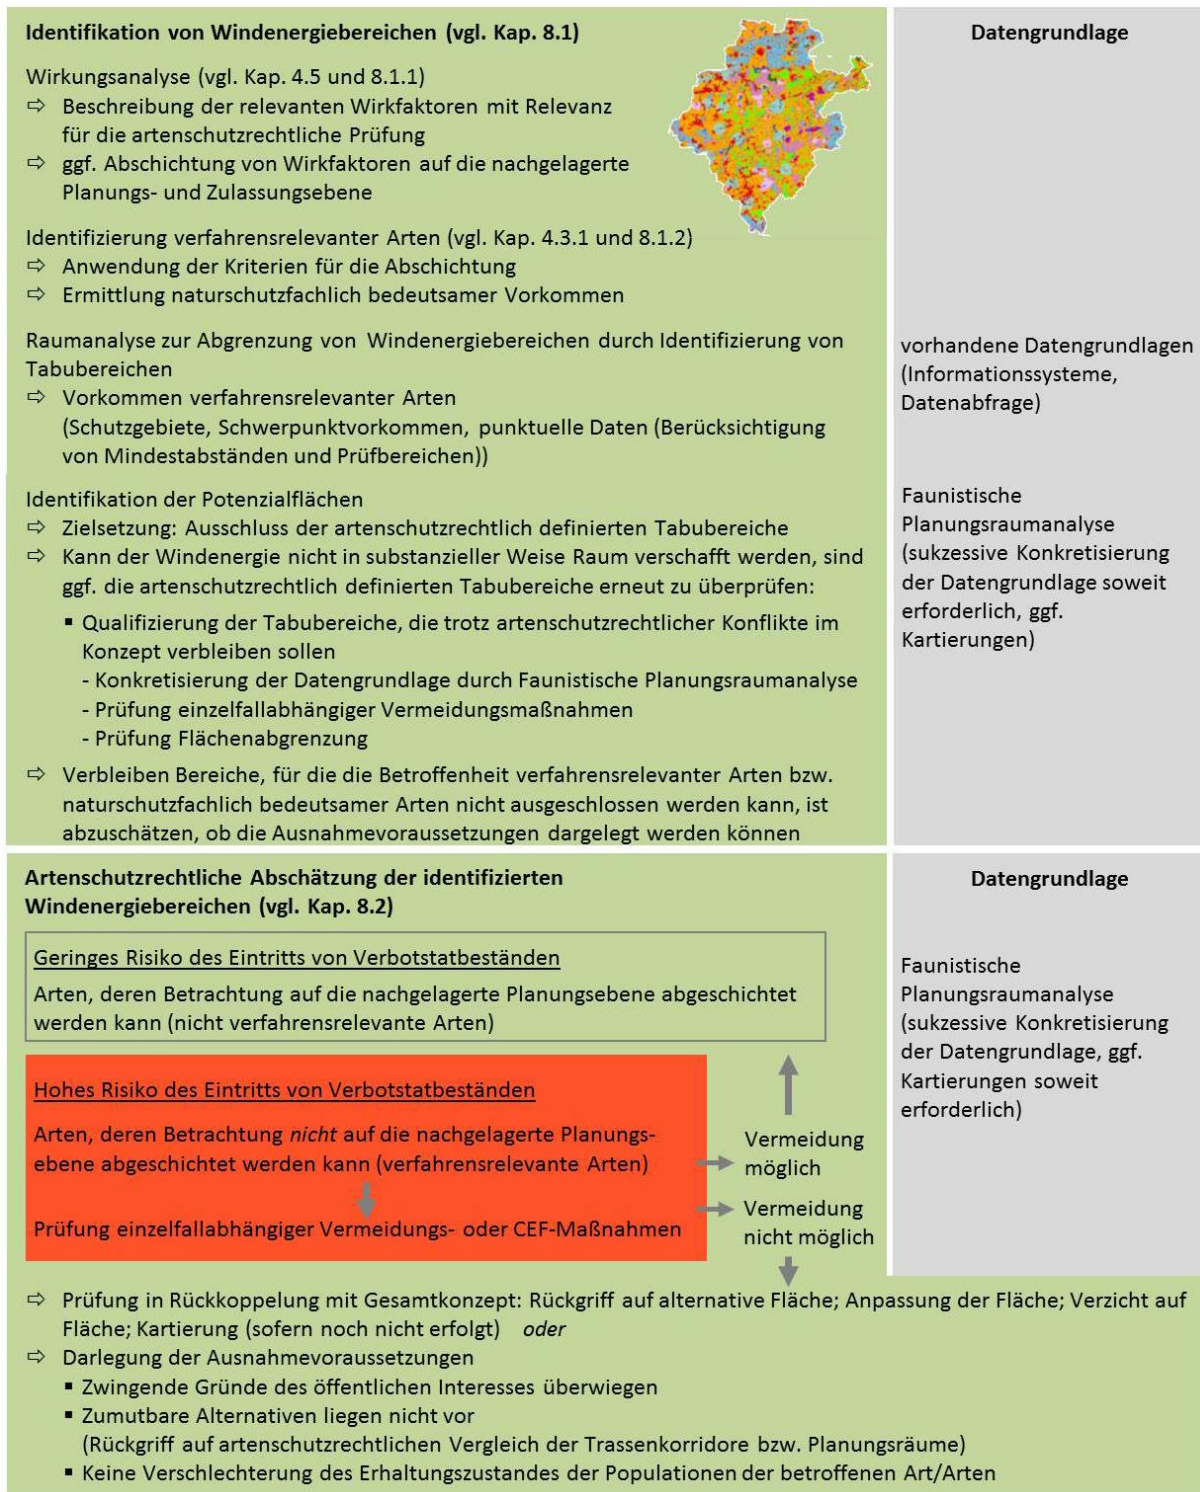 Identifikation von Windenergiebereichen (vgl. Kap. 8.1)
Wirkungsanalyse (vgl. Kap. 4.5 und 8.1.1)
⇨ Beschreibung der relevanten Wirkfaktoren mit Relevanz
für die artenschutzrechtliche Prüfung
⇨ ggf. Abschichtung von Wirkfaktoren auf die nachgelagerte
Planungs- und Zulassungsebene
Identifizierung verfahrensrelevanter Arten (vgl. Kap. 4.3.1 und 8.1.2)
⇨ Anwendung der Kriterien für die Abschichtung
⇨ Ermittlung naturschutzfachlich bedeutsamer Vorkommen
Raumanalyse zur Abgrenzung von Windenergiebereichen durch Identifizierung von
Tabubereichen
⇨ Vorkommen verfahrensrelevanter Arten
(Schutzgebiete, Schwerpunktvorkommen, punktuelle Daten (Berücksichtigung
von Mindestabständen und Prüfbereichen))
Identifikation der Potenzialflächen
⇨ Zielsetzung: Ausschluss der artenschutzrechtlich definierten Tabubereiche
⇨ Kann der Windenergie nicht in substanzieller Weise Raum verschafft werden, sind
ggf. die artenschutzrechtlich definierten Tabubereiche erneut zu überprüfen:
▪ Qualifizierung der Tabubereiche, die trotz artenschutzrechtlicher Konflikte im
Konzept verbleiben sollen
- Konkretisierung der Datengrundlage durch Faunistische Planungsraumanalyse
- Prüfung einzelfallabhängiger Vermeidungsmaßnahmen
- Prüfung Flächenabgrenzung
⇨ Verbleiben Bereiche, für die die Betroffenheit verfahrensrelevanter Arten bzw.
naturschutzfachlich bedeutsamer Arten nicht ausgeschlossen werden kann, ist
abzuschätzen, ob die Ausnahmevoraussetzungen dargelegt werden können
Datengrundlage
vorhandene Datengrundlagen
(Informationssysteme,
Datenabfrage)
Faunistische
Planungsraumanalyse
(sukzessive Konkretisierung
der Datengrundlage soweit
erforderlich, ggf.
Kartierungen)
Artenschutzrechtliche Abschätzung der identifizierten
Windenergiebereichen (vgl. Kap. 8.2)
Geringes Risiko des Eintritts von Verbotstatbeständen
Arten, deren Betrachtung auf die nachgelagerte Planungsebene abgeschichtet
werden kann (nicht verfahrensrelevante Arten)
Hohes Risiko des Eintritts von Verbotstatbeständen
Arten, deren Betrachtung nicht auf die nachgelagerte Planungs-
ebene abgeschichtet werden kann (verfahrensrelevante Arten)
Prüfung einzelfallabhängiger Vermeidungs- oder CEF-Maßnahmen
Vermeidung
möglich
Vermeidung
nicht möglich
Datengrundlage
Faunistische
Planungsraumanalyse
(sukzessive Konkretisierung
der Datengrundlage, ggf.
Kartierungen soweit
erforderlich)
⇨ Prüfung in Rückkoppelung mit Gesamtkonzept: Rückgriff auf alternative Fläche; Anpassung der Fläche; Verzicht auf
Fläche; Kartierung (sofern noch nicht erfolgt) oder
⇨ Darlegung der Ausnahmevoraussetzungen
▪ Zwingende Gründe des öffentlichen Interesses überwiegen
▪ Zumutbare Alternativen liegen nicht vor
(Rückgriff auf artenschutzrechtlichen Vergleich der Trassenkorridore bzw. Planungsräume)
▪ Keine Verschlechterung des Erhaltungszustandes der Populationen der betroffenen Art/Arten